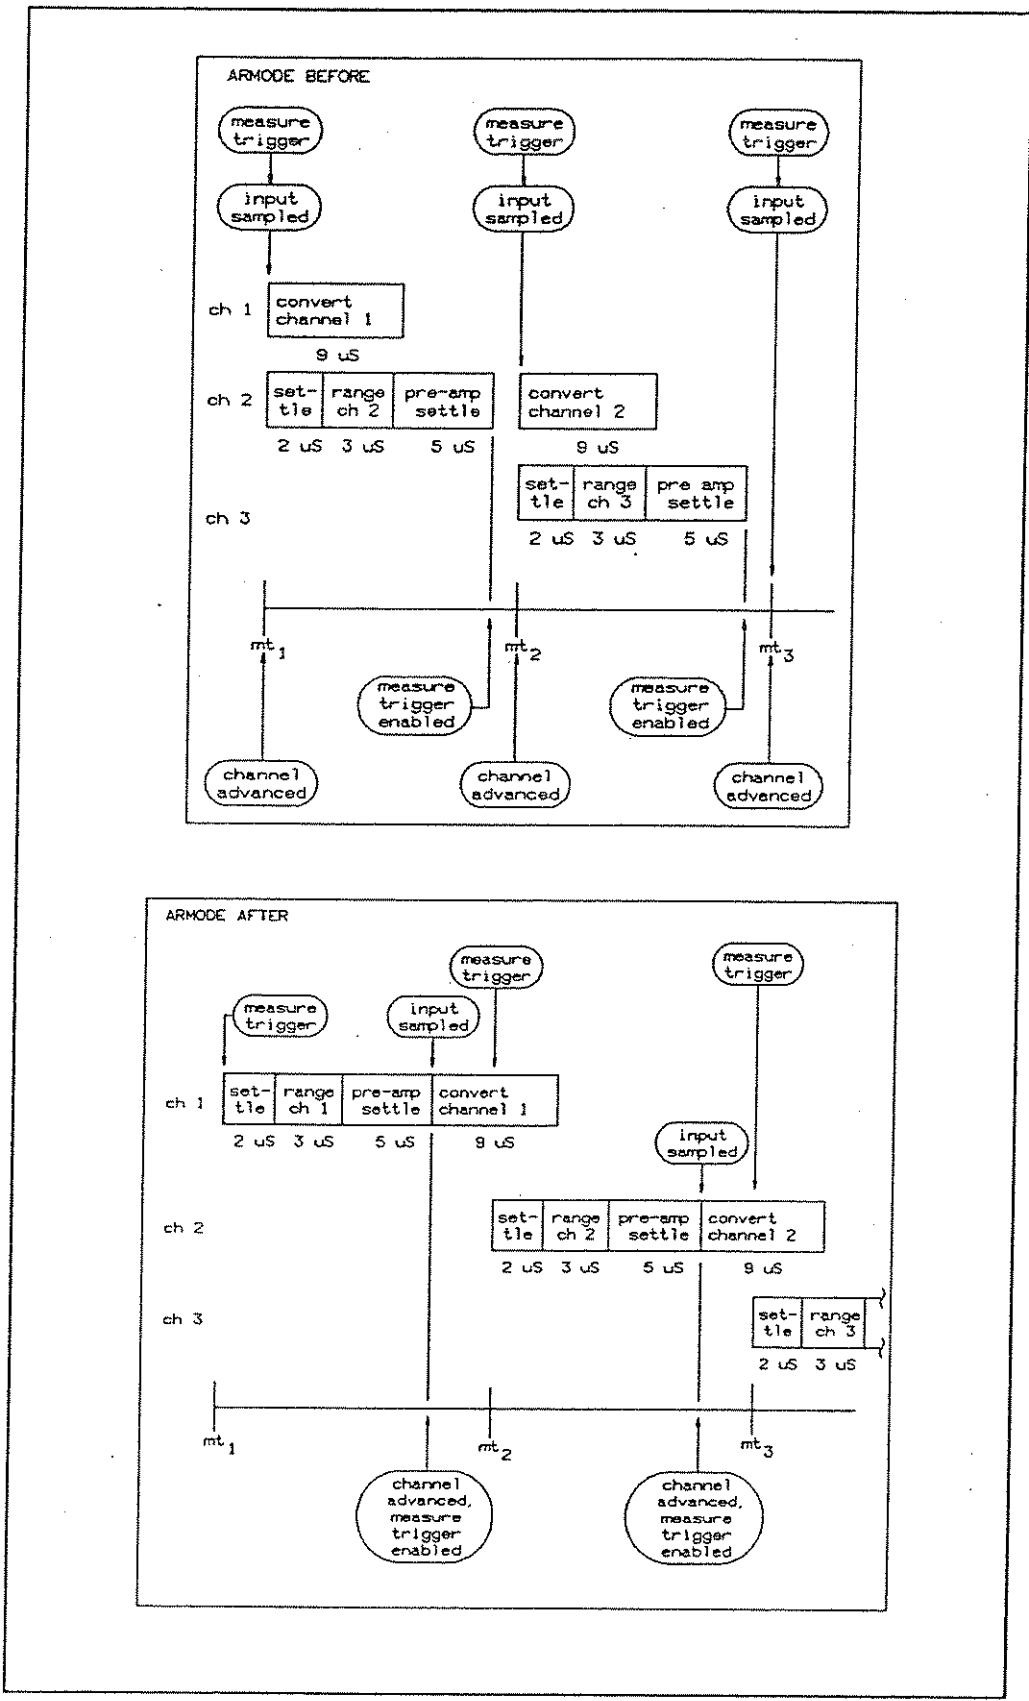 ARMODE BEFORE
measure
trigger
measure
trigger
measure
trigger
input
sampled
input
sampled
input
sampled
ch 1
convert
channel 1
9 uS
ch 2
set-
tle
range
ch 2
pre-amp
settle
convert
channel 2
2 uS
3 uS
5 uS
9 uS
ch 3
set-
tle
range
ch 3
pre amp
settle
2 uS
3 uS
5 uS
mt1
mt2
mt3
measure
trigger
enabled
measure
trigger
enabled
channel
advanced
channel
advanced
channel
advanced
ARMODE AFTER
measure
trigger
measure
trigger
measure
trigger
input
sampled
ch 1
set-
tle
range
ch 1
pre-amp
settle
convert
channel 1
2 uS
3 uS
5 uS
9 uS
input
sampled
ch 2
set-
tle
range
ch 2
pre-amp
settle
convert
channel 2
2 uS
3 uS
5 uS
9 uS
ch 3
set-
tle
range
ch 3
2 uS
3 uS
mt1
mt2
mt3
channel
advanced,
measure
trigger
enabled
channel
advanced,
measure
trigger
enabled